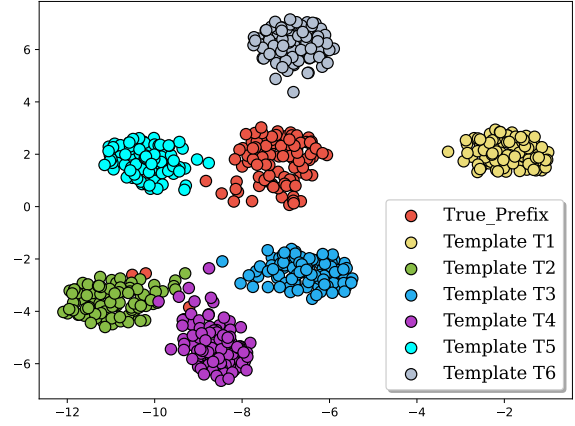 6
4
2
0
−2
−4
−6
−12
−10
−8
−6
−4
−2
True_Prefix
Template T1
Template T2
Template T3
Template T4
Template T5
Template T6